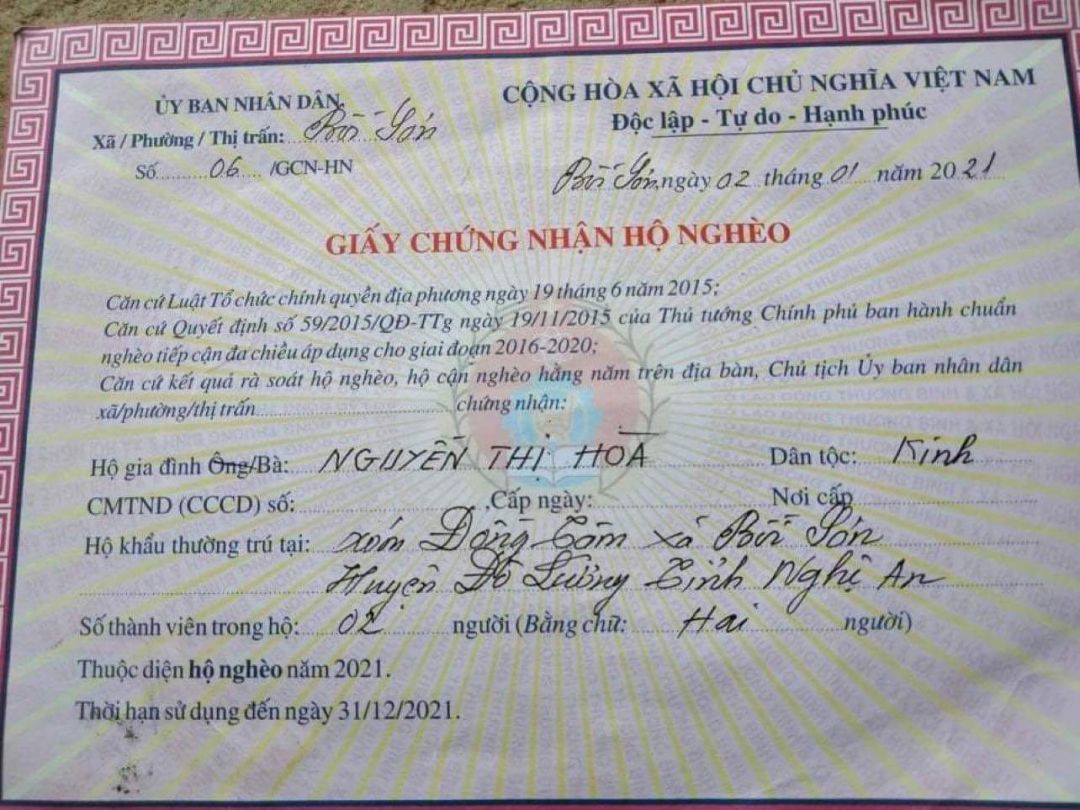 ỦY BAN NHÂN DÂN
Xã / Phường / Thị trấn: Bồi Sơn
Số.........06..../GCN-HN
CỘNG HÒA XÃ HỘI CHỦ NGHĨA VIỆT NAM
Độc lập - Tự do - Hạnh phúc
Bồi Sơn, ngày 02 tháng 01 năm 2021
GIẤY CHỨNG NHẬN HỘ NGHÈO
Căn cứ Luật Tổ chức chính quyền địa phương ngày 19 tháng 6 năm 2015;
Căn cứ Quyết định số 59/2015/QĐ-TTg ngày 19/11/2015 của Thủ tướng Chính phủ ban hành chuẩn
nghèo tiếp cận đa chiều áp dụng cho giai đoạn 2016-2020;
Căn cứ kết quả rà soát hộ nghèo, hộ cận nghèo hằng năm trên địa bàn, Chủ tịch Ủy ban nhân dân
xã/phường/thị trấn.............................. chứng nhận:
Hộ gia đình Ông/Bà: NGUYỄN THỊ HOÀ Dân tộc: Kinh
CMTND (CCCD) số:..............................,Cấp ngày:..............................Nơi cấp
Hộ khẩu thường trú tại: xóm Đồng Tâm xã Bồi Sơn
Huyện Đô Lương Tỉnh Nghệ An
Số thành viên trong hộ: 02 người (Bằng chữ: Hai người)
Thuộc diện hộ nghèo năm 2021.
Thời hạn sử dụng đến ngày 31/12/2021.